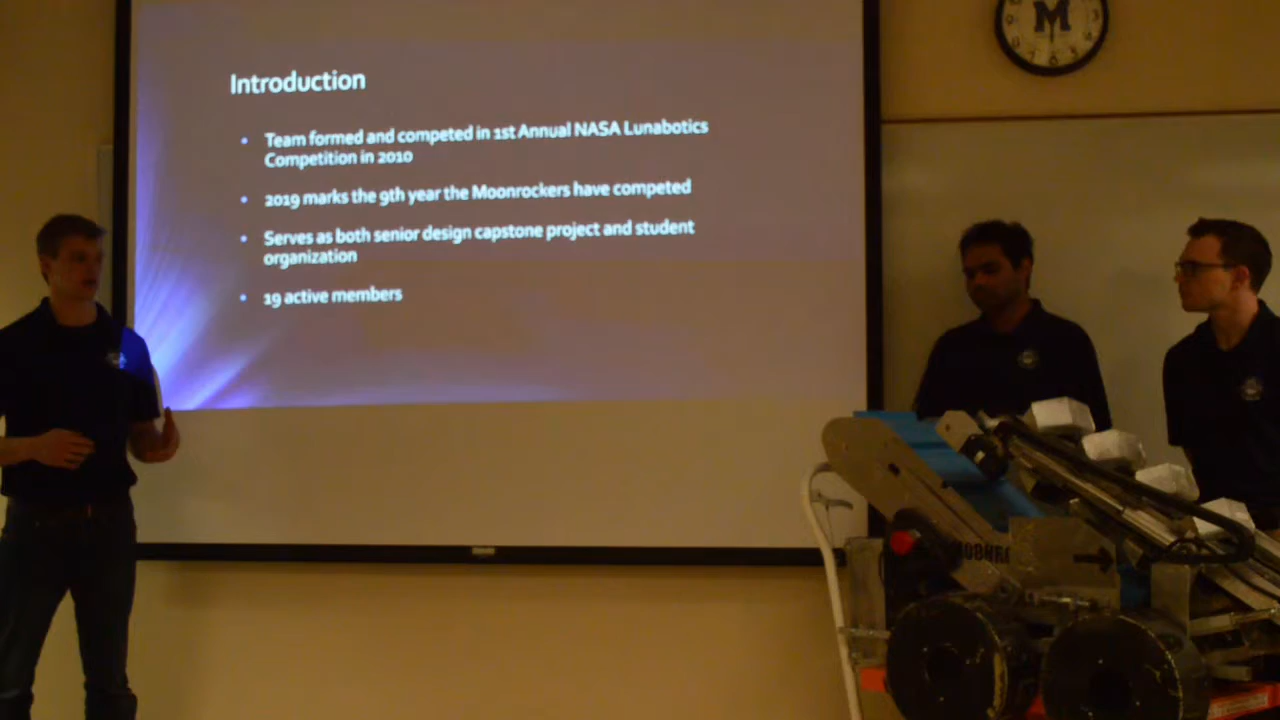 M
Introduction
Team formed and competed in 1st Annual NASA Lunabotics
Competition in 2010
2019 marks the 9th year the Moonrockers have competed
Serves as both senior design capstone project and student
organization
19 active members